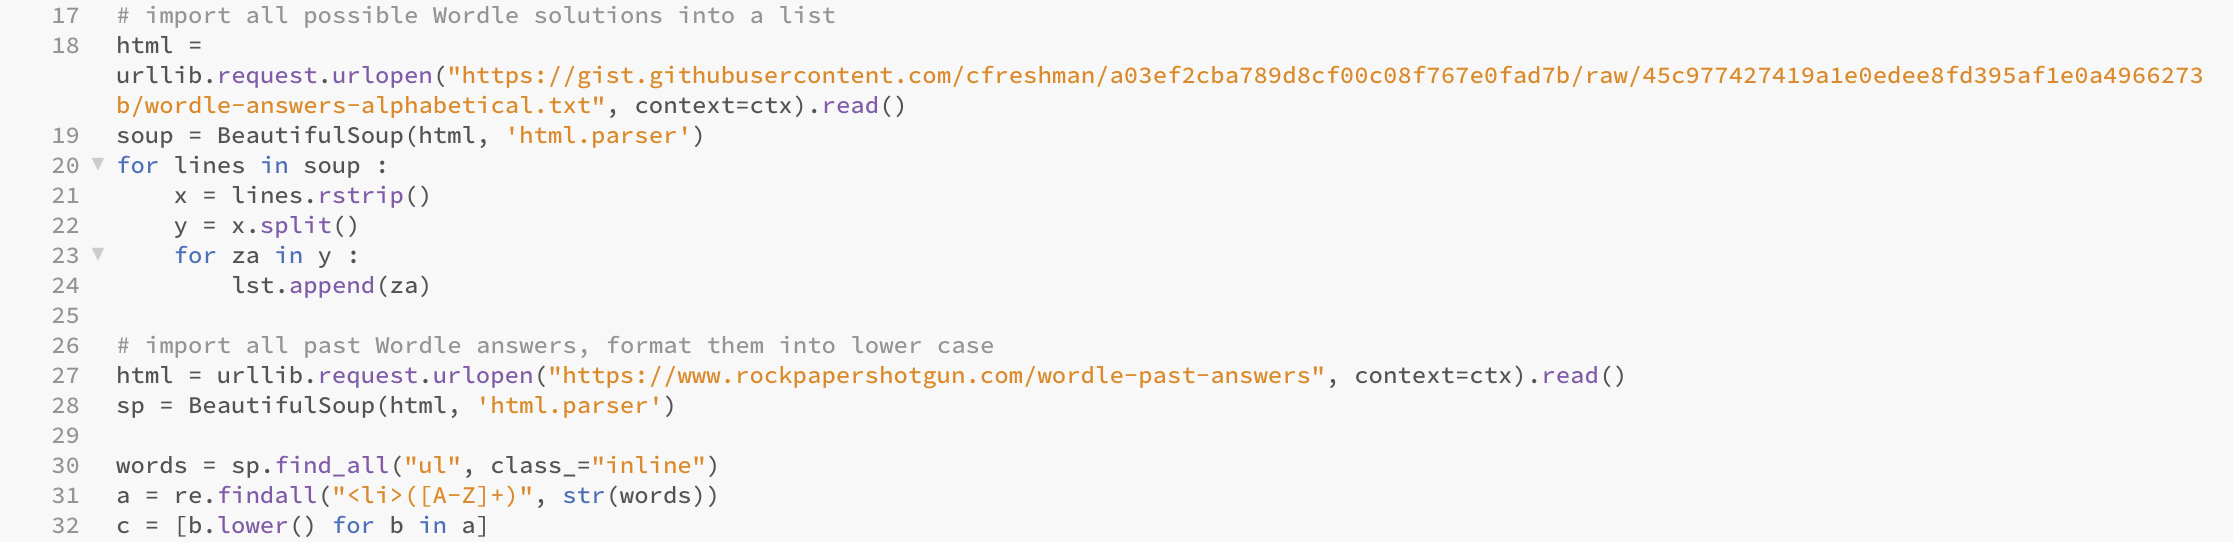 17 # import all possible Wordle solutions into a list
18 html =
urllib.request.urlopen("https://gist.githubusercontent.com/cfreshman/a03ef2cba789d8cf00c08f767e0fad7b/raw/45c977427419a1e0edee8fd395af1e0a4966273
b/wordle-answers-alphabetical.txt", context=ctx).read()
19 soup = BeautifulSoup(html, 'html.parser')
20 for lines in soup :
21     x = lines.rstrip()
22     y = x.split()
23     for za in y :
24         lst.append(za)
25
26 # import all past Wordle answers, format them into lower case
27 html = urllib.request.urlopen("https://www.rockpapershotgun.com/wordle-past-answers", context=ctx).read()
28 sp = BeautifulSoup(html, 'html.parser')
29
30 words = sp.find_all("ul", class_="inline")
31 a = re.findall("<li>([A-Z]+)", str(words))
32 c = [b.lower() for b in a]